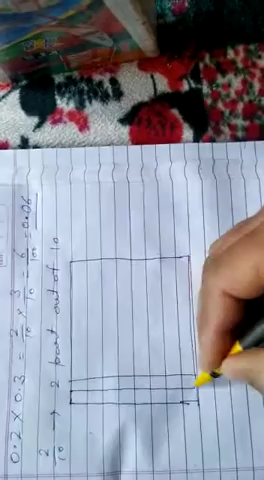 0.2 × 0.3 = 2/10 × 3/10 = 6/100 = 0.06
2/10 → 2 part out of 10